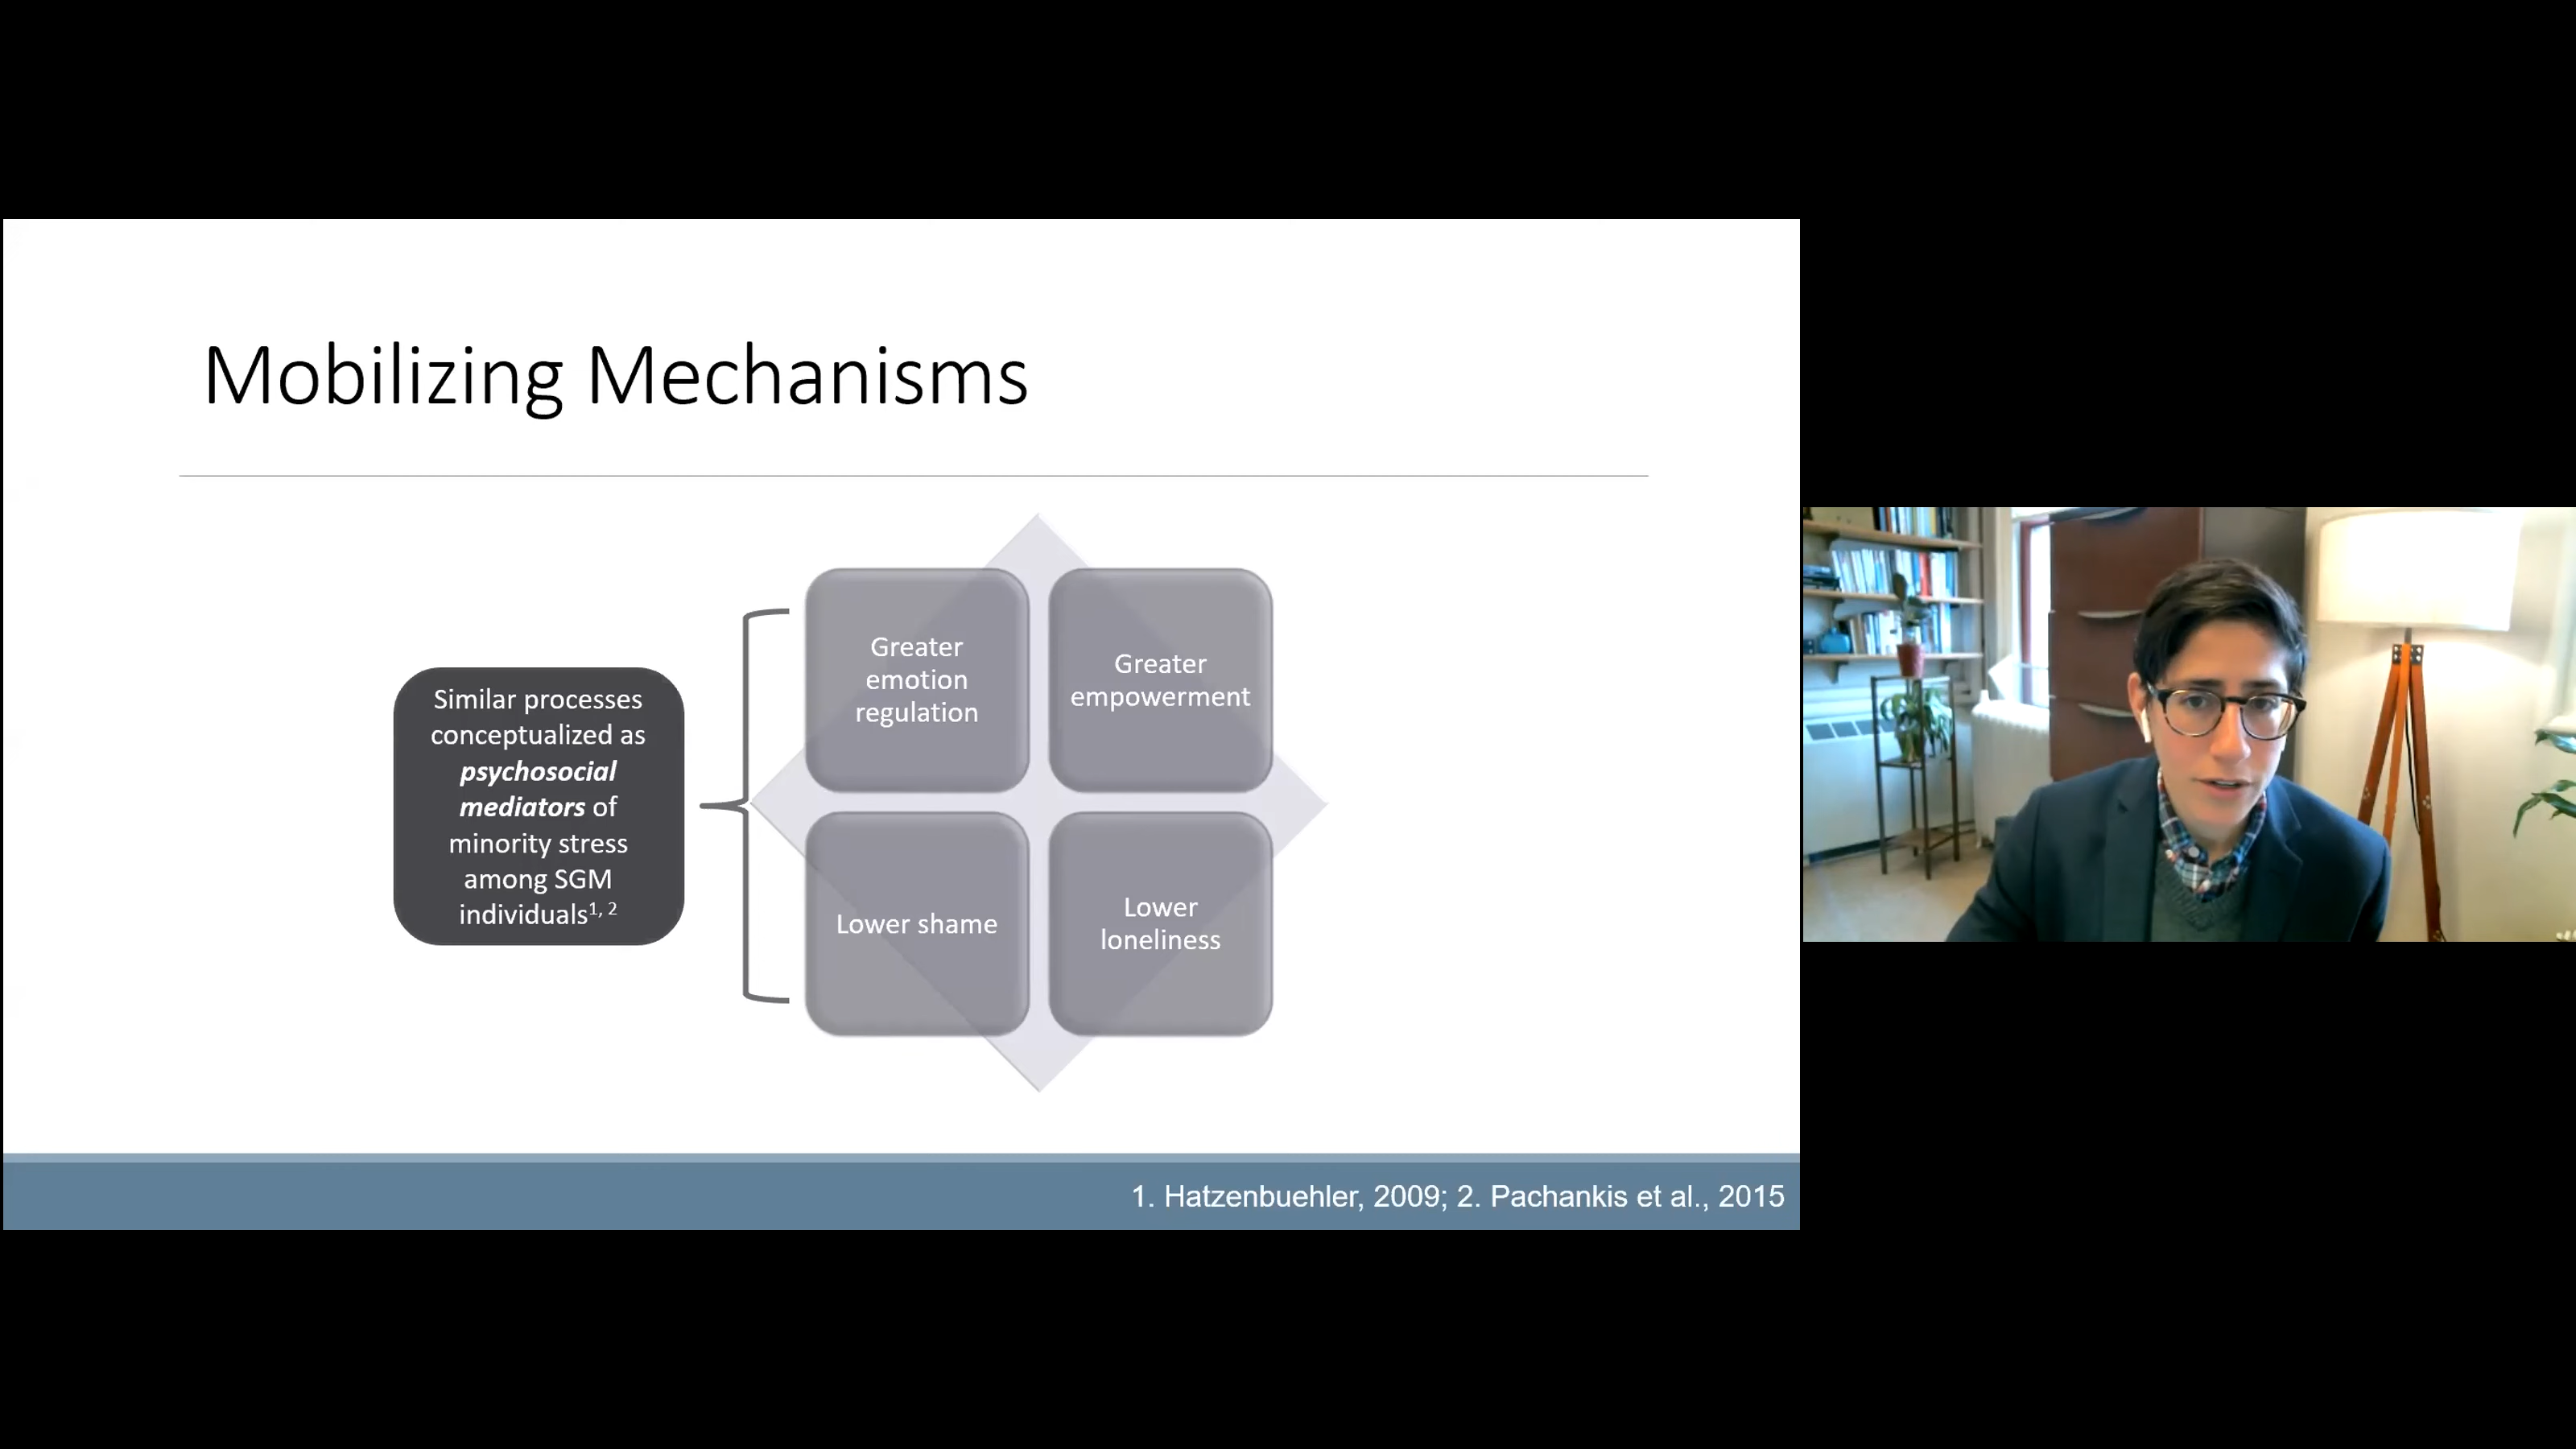 Mobilizing Mechanisms
Similar processes
conceptualized as
psychosocial
mediators of
minority stress
among SGM
individuals1, 2
Greater
emotion
regulation
Greater
empowerment
Lower shame
Lower
loneliness
1. Hatzenbuehler, 2009; 2. Pachankis et al., 2015